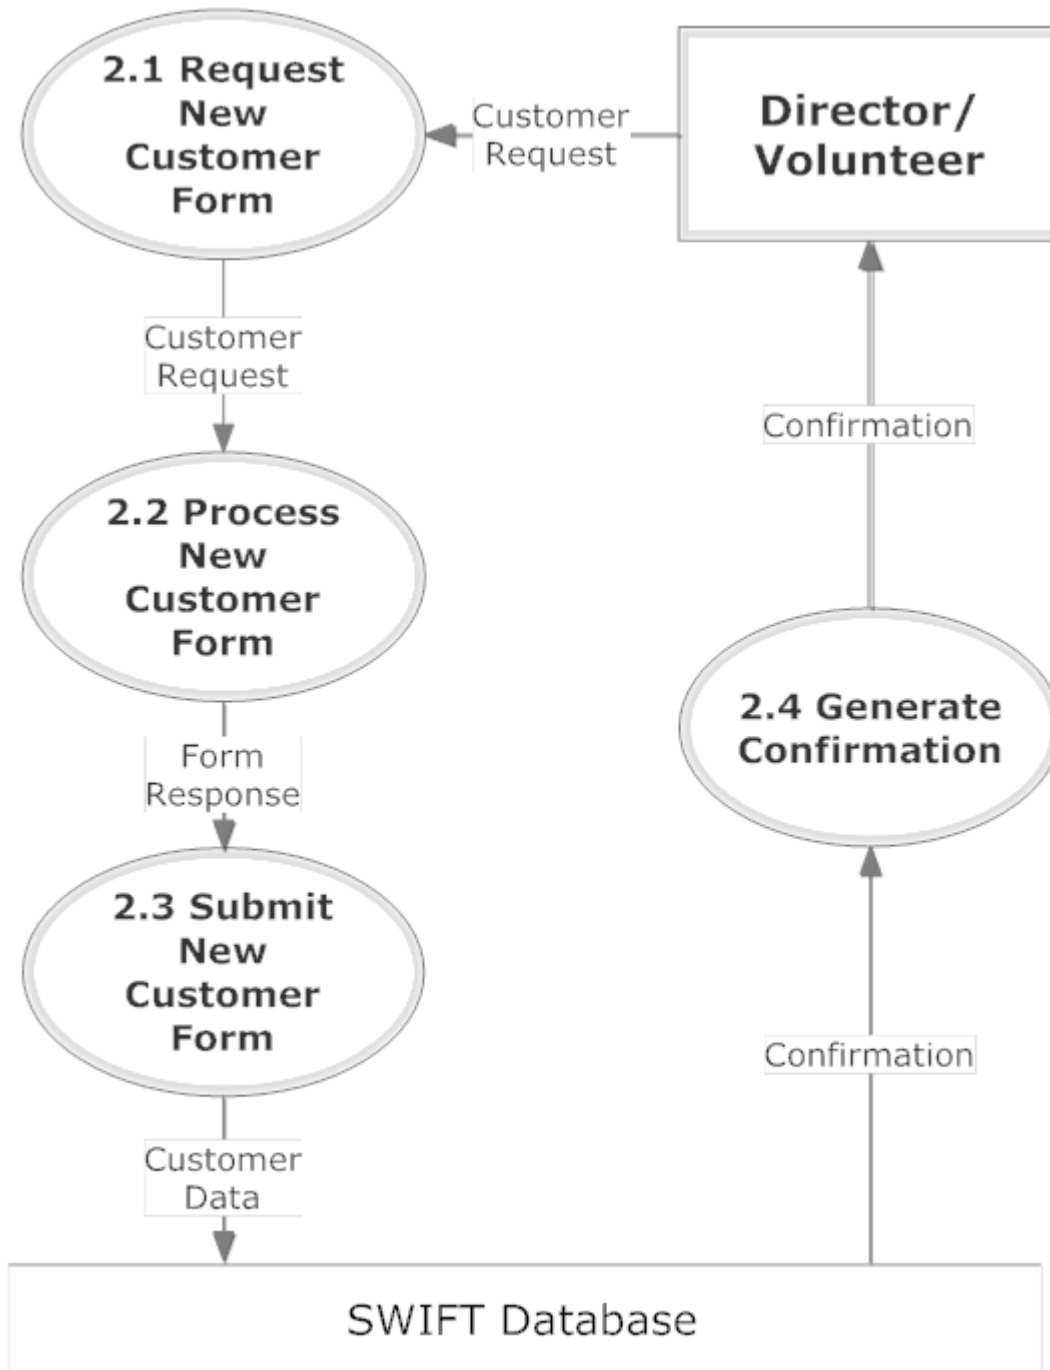 2.1 Request
New
Customer
Form
Customer
Request
Director/
Volunteer
Customer
Request
Confirmation
2.2 Process
New
Customer
Form
2.4 Generate
Confirmation
Form
Response
2.3 Submit
New
Customer
Form
Confirmation
Customer
Data
SWIFT Database